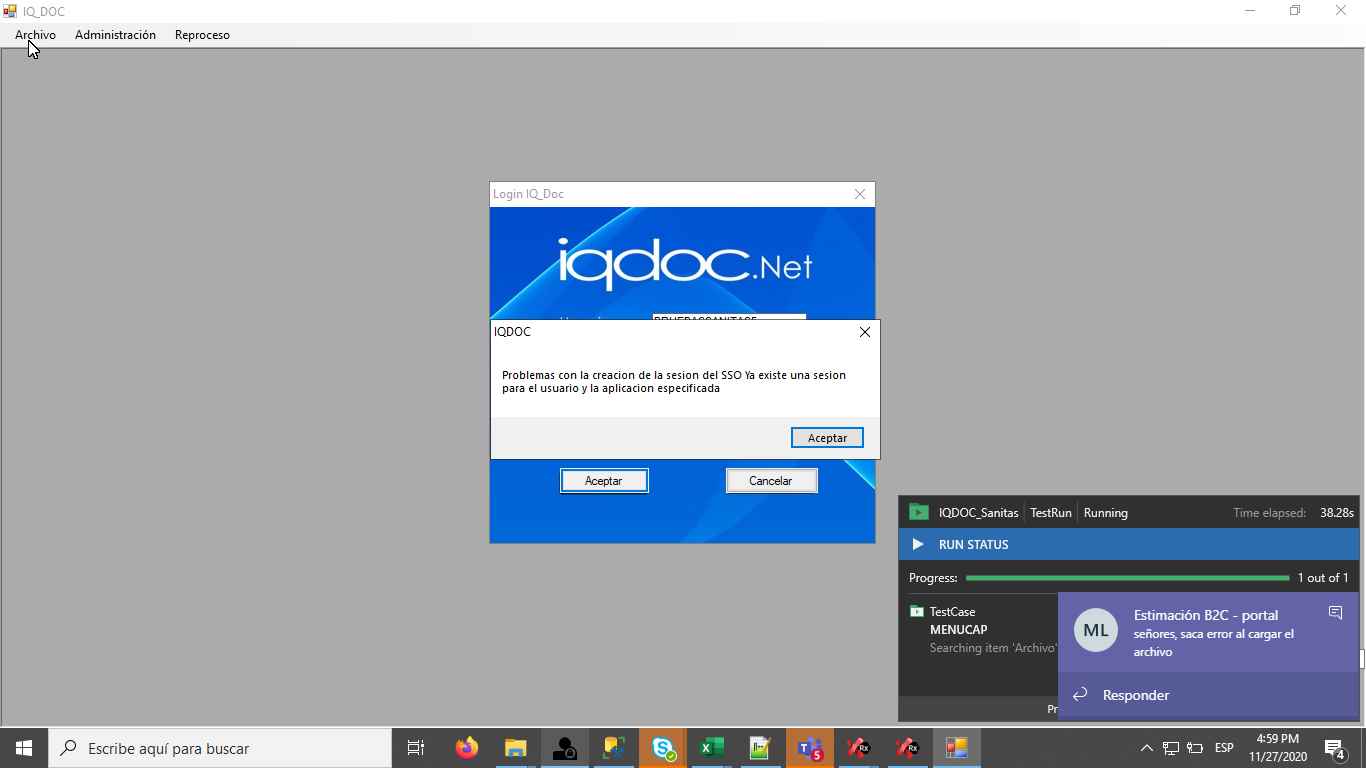 IQ_DOC
Archivo Administración Reproceso
Login IQ_Doc
iqdoc.Net
IQDOC
Problemas con la creacion de la sesion del SSO Ya existe una sesion
para el usuario y la aplicacion especificada
Aceptar
Aceptar Cancelar
IQDOC_Sanitas TestRun Running Time elapsed: 38.28s
RUN STATUS
Progress: 1 out of 1
TestCase
MENUCAP
Searching item 'Archivo'
ML
Estimación B2C - portal
señores, saca error al cargar el
archivo
Responder
Escribe aquí para buscar
Rx
Rx
5
ESP
4:59 PM
11/27/2020
4